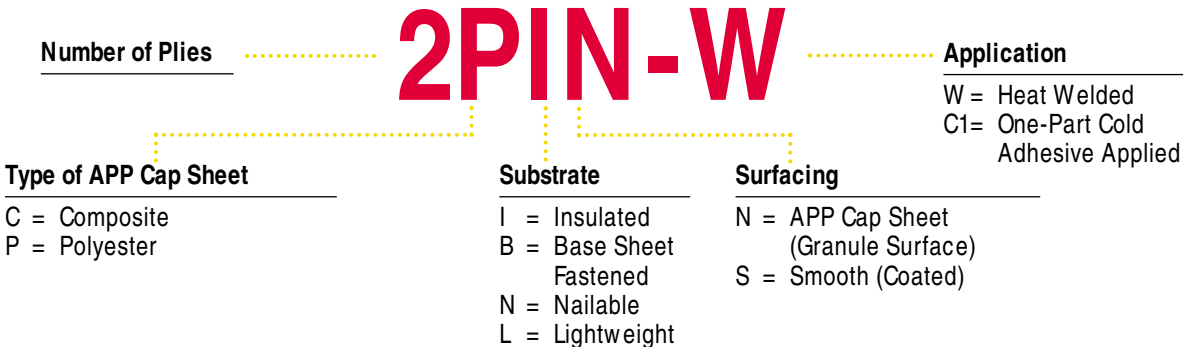 2PIN-W
Number of Plies
Application
W = Heat Welded
C1= One-Part Cold
Adhesive Applied
Type of APP Cap Sheet
C = Composite
P = Polyester
Substrate
I = Insulated
B = Base Sheet
Fastened
N = Nailable
L = Lightweight
Surfacing
N = APP Cap Sheet
(Granule Surface)
S = Smooth (Coated)